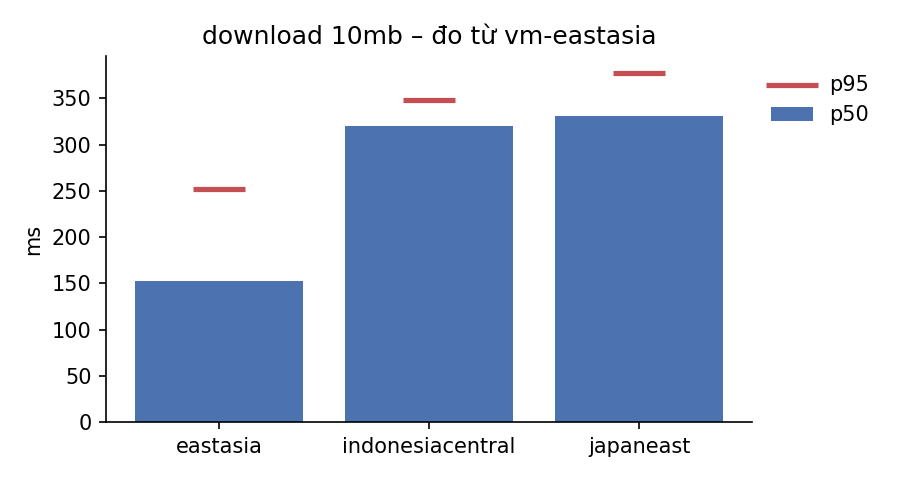 download 10mb – đo từ vm-eastasia
p95
p50
ms
350
300
250
200
150
100
50
0
eastasia
indonesiacentral
japaneast